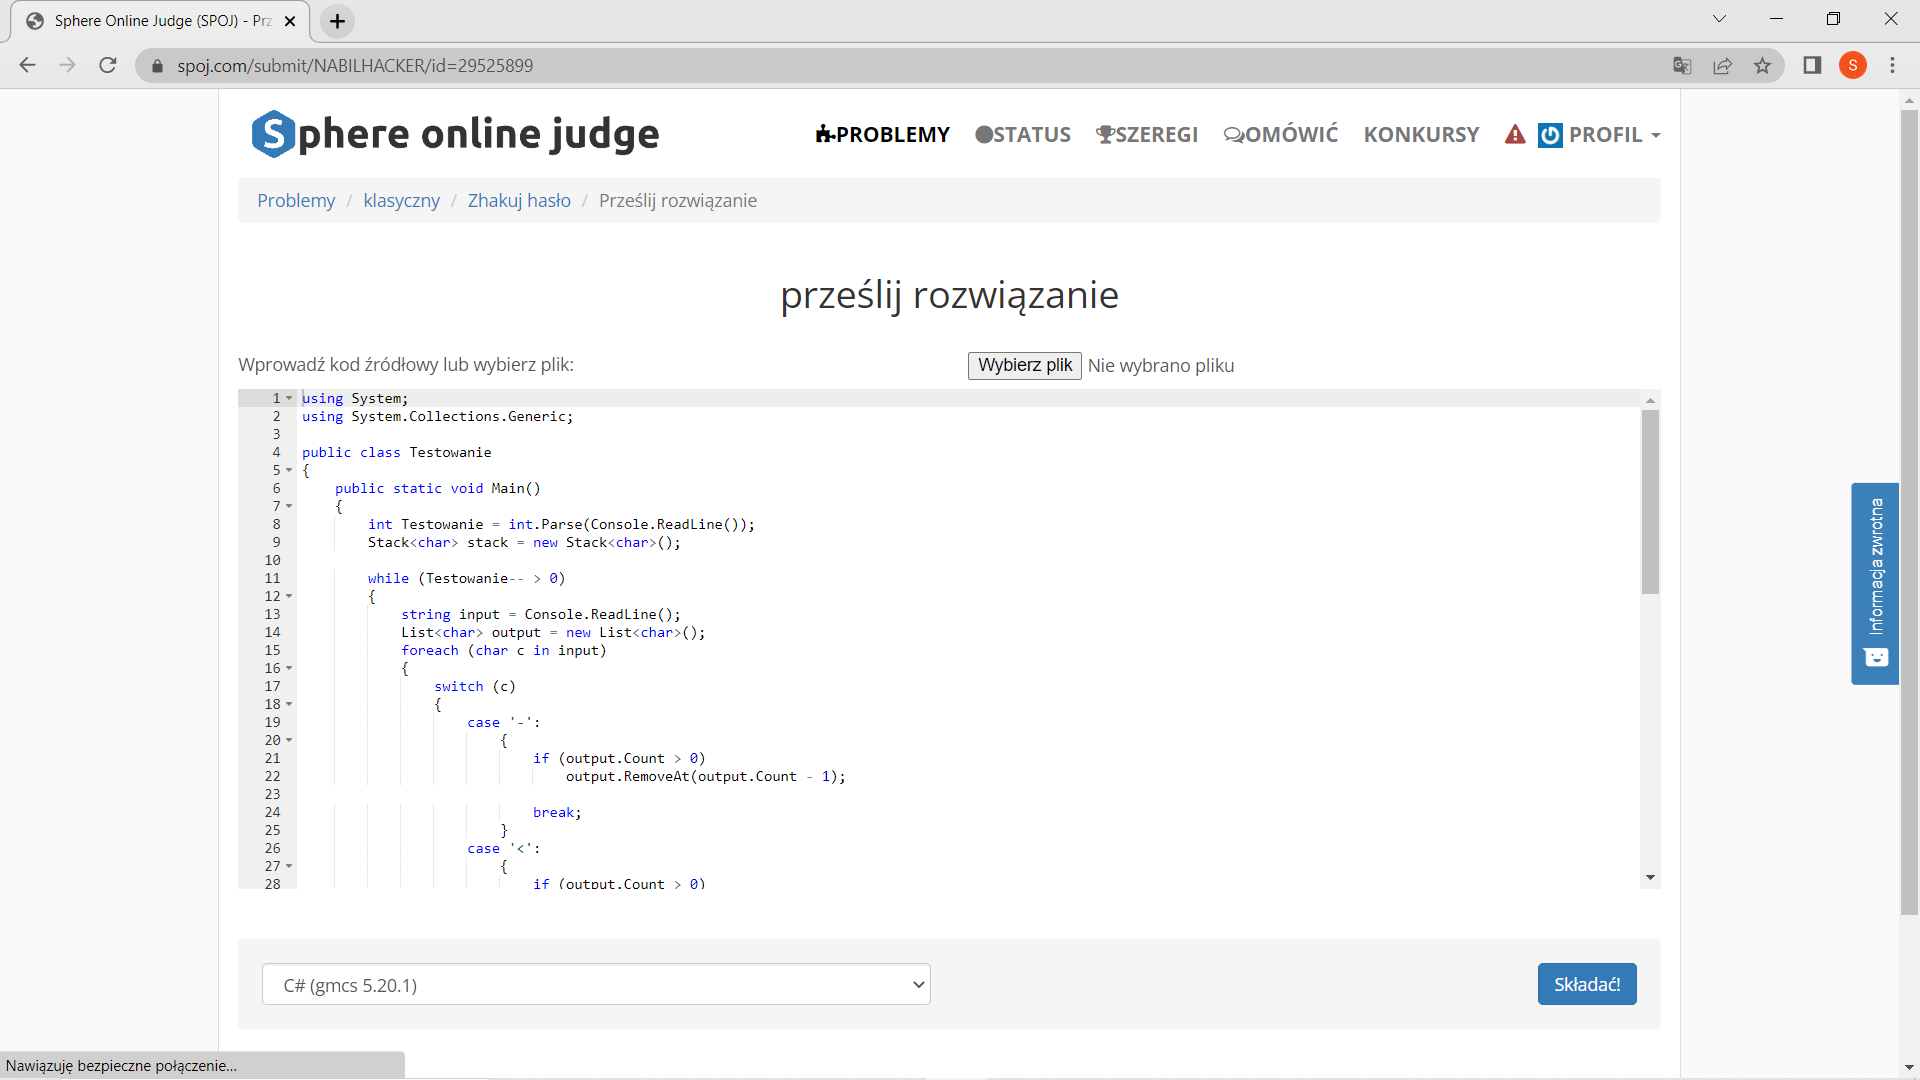 Sphere Online Judge (SPOJ) - Prz
spoj.com/submit/NABILHACKER/id=29525899
S
Sphere online judge
PROBLEMY STATUS SZEREGI OMÓWIĆ KONKURSY PROFIL
Problemy / klasyczny / Zhakuj hasło / Prześlij rozwiązanie
prześlij rozwiązanie
Wprowadź kod źródłowy lub wybierz plik: Wybierz plik Nie wybrano pliku
1 using System;
2 using System.Collections.Generic;
3
4 public class Testowanie
5 {
6 public static void Main()
7 {
8 int Testowanie = int.Parse(Console.ReadLine());
9 Stack<char> stack = new Stack<char>();
10
11 while (Testowanie-- > 0)
12 {
13 string input = Console.ReadLine();
14 List<char> output = new List<char>();
15 foreach (char c in input)
16 {
17 switch (c)
18 {
19 case '-':
20 {
21 if (output.Count > 0)
22 output.RemoveAt(output.Count - 1);
23
24 break;
25 }
26 case '<':
27 {
28 if (output.Count > 0)
Informacja zwrotna
C# (gmcs 5.20.1)
Składać!
Nawiązuję bezpieczne połączenie...